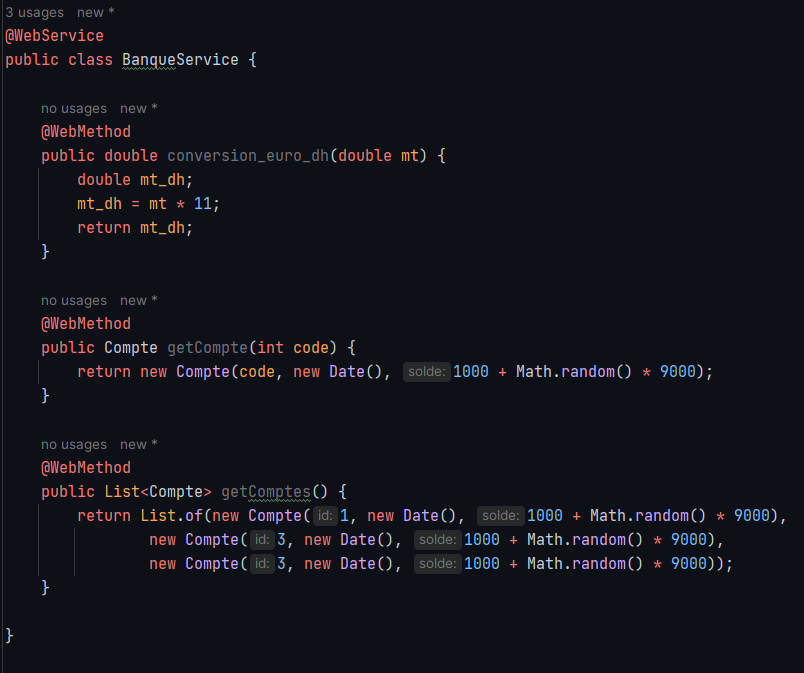 3 usages   new *
@WebService
public class BanqueService {
no usages   new *
@WebMethod
public double conversion_euro_dh(double mt) {
double mt_dh;
mt_dh = mt * 11;
return mt_dh;
}
no usages   new *
@WebMethod
public Compte getCompte(int code) {
return new Compte(code, new Date(), solde: 1000 + Math.random() * 9000);
}
no usages   new *
@WebMethod
public List<Compte> getComptes() {
return List.of(new Compte( id: 1, new Date(), solde: 1000 + Math.random() * 9000),
new Compte( id: 3, new Date(), solde: 1000 + Math.random() * 9000),
new Compte( id: 3, new Date(), solde: 1000 + Math.random() * 9000));
}
}